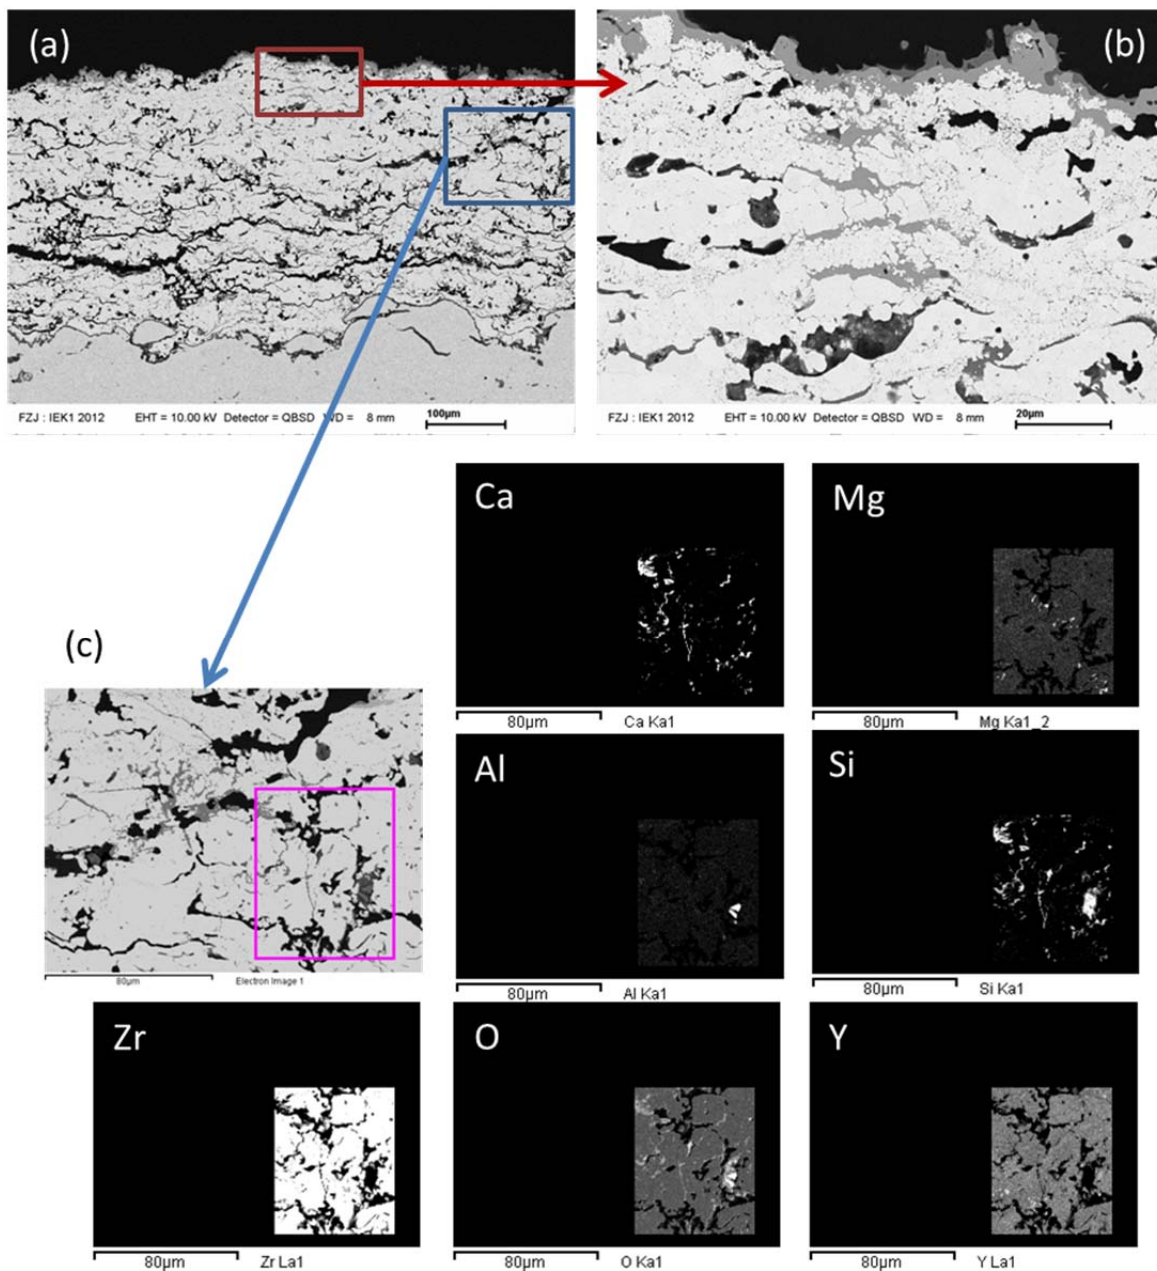 (a)
(b)
FZJ : IEK1 2012 EHT = 10.00 kV Detector = QBSD WD = 8 mm 100µm
FZJ : IEK1 2012 EHT = 10.00 kV Detector = QBSD WD = 8 mm 20µm
Ca
Mg
80µm Ca Ka1
80µm Mg Ka1_2
(c)
Al
Si
80µm Electron Image 1
80µm Al Ka1
80µm Si Ka1
Zr
O
Y
80µm Zr La1
80µm O Ka1
80µm Y La1